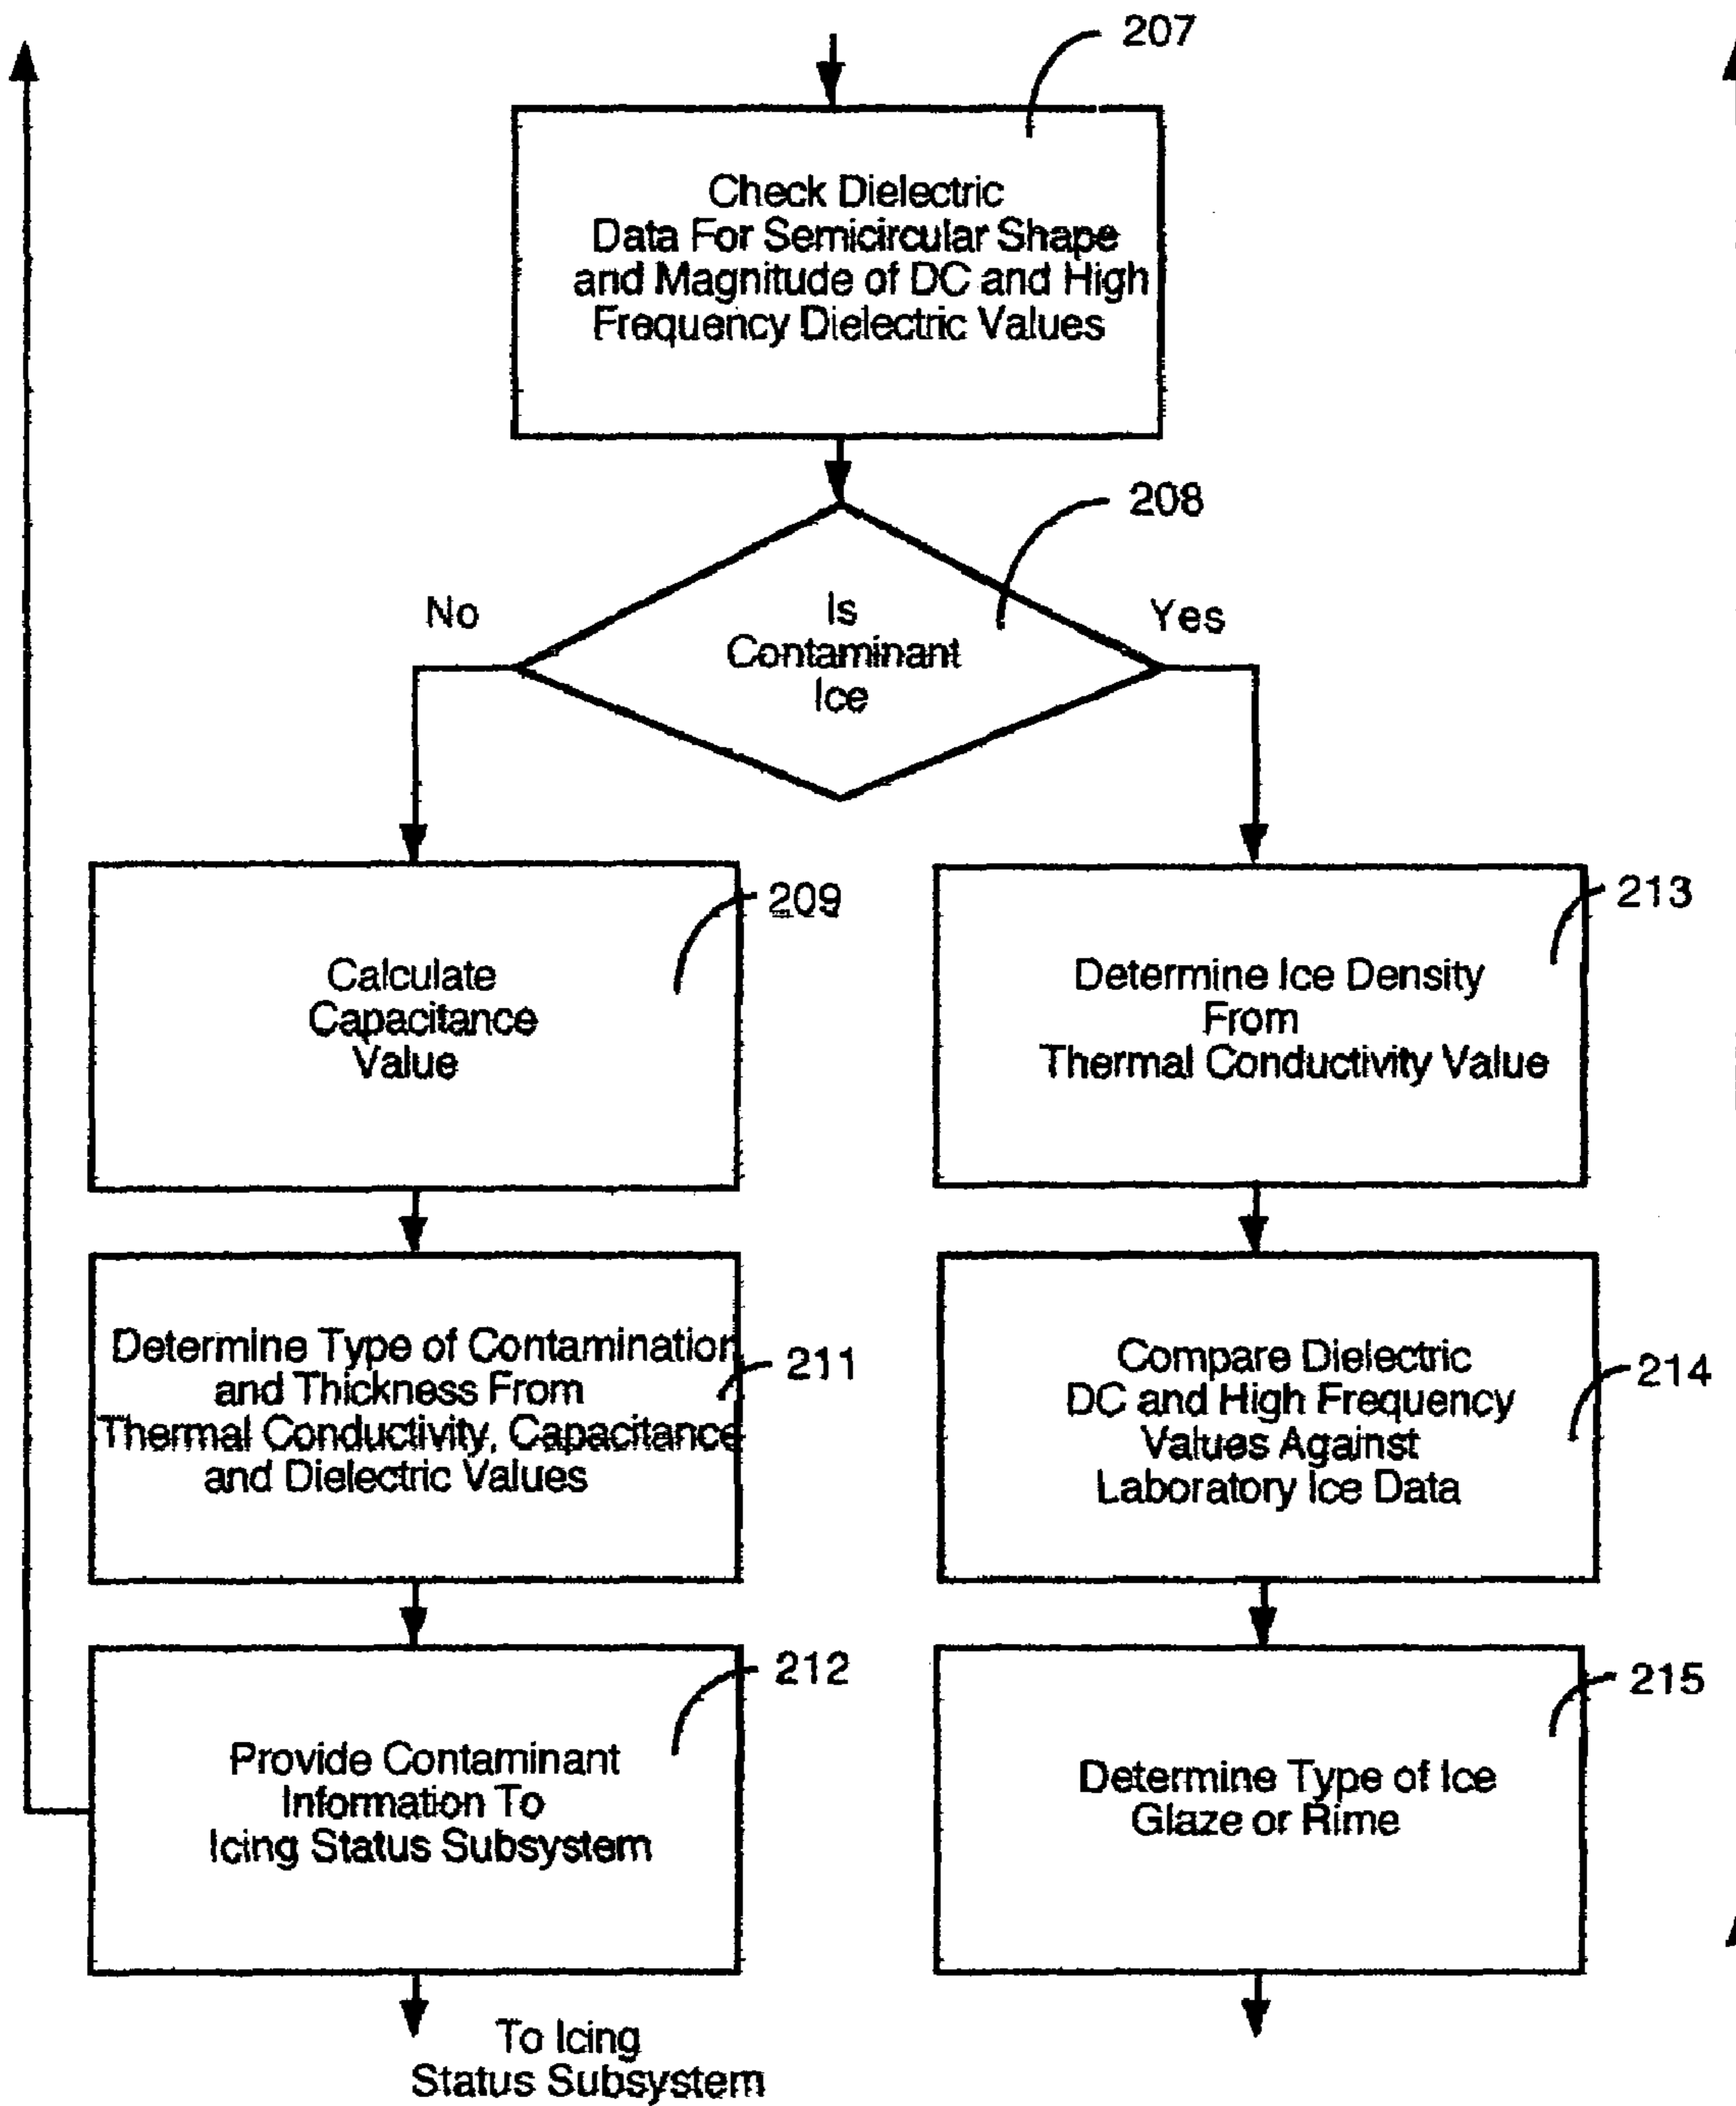 207
Check Dielectric
Data For Semicircular Shape
and Magnitude of DC and High
Frequency Dielectric Values
208
No
Is
Contaminant
Ice
Yes
209
Calculate
Capacitance
Value
213
Determine Ice Density
From
Thermal Conductivity Value
Determine Type of Contamination
and Thickness From
Thermal Conductivity, Capacitance
and Dielectric Values
211
Compare Dielectric
DC and High Frequency
Values Against
Laboratory Ice Data
214
212
Provide Contaminant
Information To
Icing Status Subsystem
215
Determine Type of Ice
Glaze or Rime
To Icing
Status Subsystem